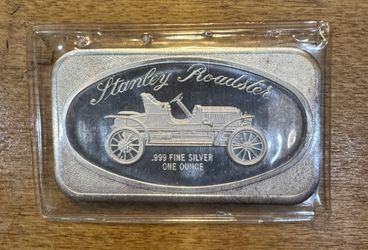 Stanley Roadster
.999 FINE SILVER
ONE OUNCE